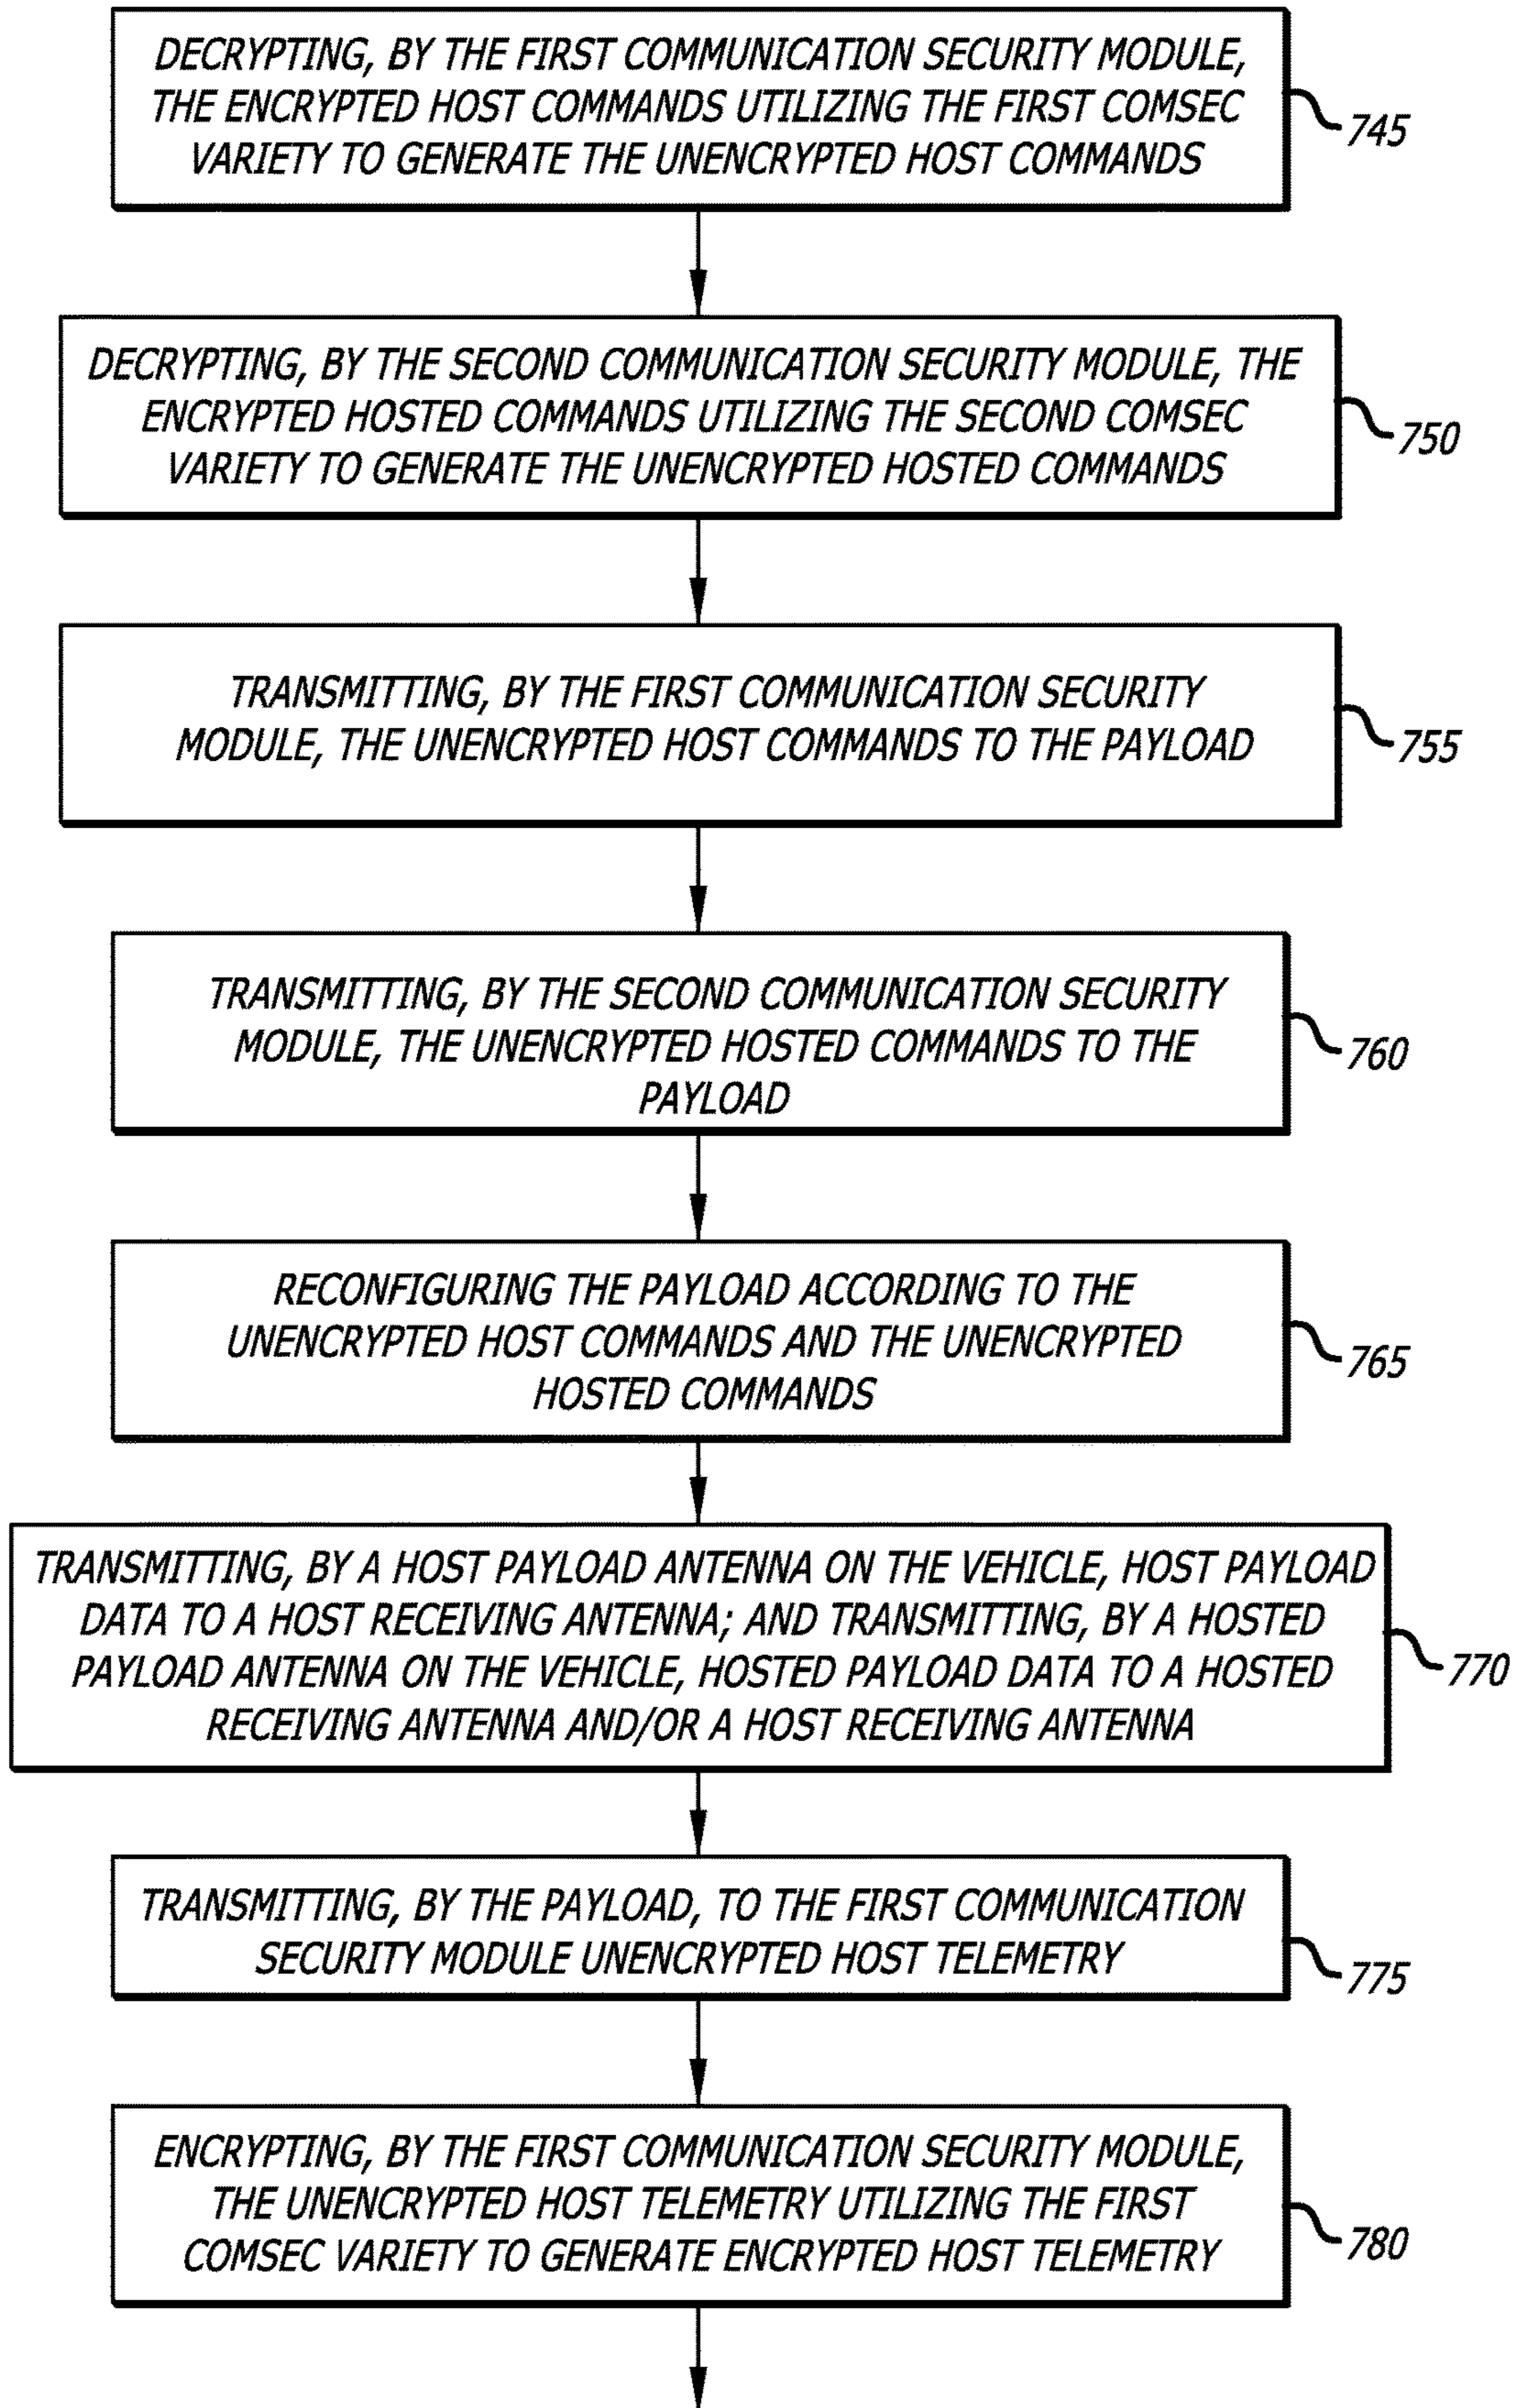 DECRYPTING, BY THE FIRST COMMUNICATION SECURITY MODULE,
THE ENCRYPTED HOST COMMANDS UTILIZING THE FIRST COMSEC
VARIETY TO GENERATE THE UNENCRYPTED HOST COMMANDS
745
DECRYPTING, BY THE SECOND COMMUNICATION SECURITY MODULE, THE
ENCRYPTED HOSTED COMMANDS UTILIZING THE SECOND COMSEC
VARIETY TO GENERATE THE UNENCRYPTED HOSTED COMMANDS
750
TRANSMITTING, BY THE FIRST COMMUNICATION SECURITY
MODULE, THE UNENCRYPTED HOST COMMANDS TO THE PAYLOAD
755
TRANSMITTING, BY THE SECOND COMMUNICATION SECURITY
MODULE, THE UNENCRYPTED HOSTED COMMANDS TO THE
PAYLOAD
760
RECONFIGURING THE PAYLOAD ACCORDING TO THE
UNENCRYPTED HOST COMMANDS AND THE UNENCRYPTED
HOSTED COMMANDS
765
TRANSMITTING, BY A HOST PAYLOAD ANTENNA ON THE VEHICLE, HOST PAYLOAD
DATA TO A HOST RECEIVING ANTENNA; AND TRANSMITTING, BY A HOSTED
PAYLOAD ANTENNA ON THE VEHICLE, HOSTED PAYLOAD DATA TO A HOSTED
RECEIVING ANTENNA AND/OR A HOST RECEIVING ANTENNA
770
TRANSMITTING, BY THE PAYLOAD, TO THE FIRST COMMUNICATION
SECURITY MODULE UNENCRYPTED HOST TELEMETRY
775
ENCRYPTING, BY THE FIRST COMMUNICATION SECURITY MODULE,
THE UNENCRYPTED HOST TELEMETRY UTILIZING THE FIRST
COMSEC VARIETY TO GENERATE ENCRYPTED HOST TELEMETRY
780